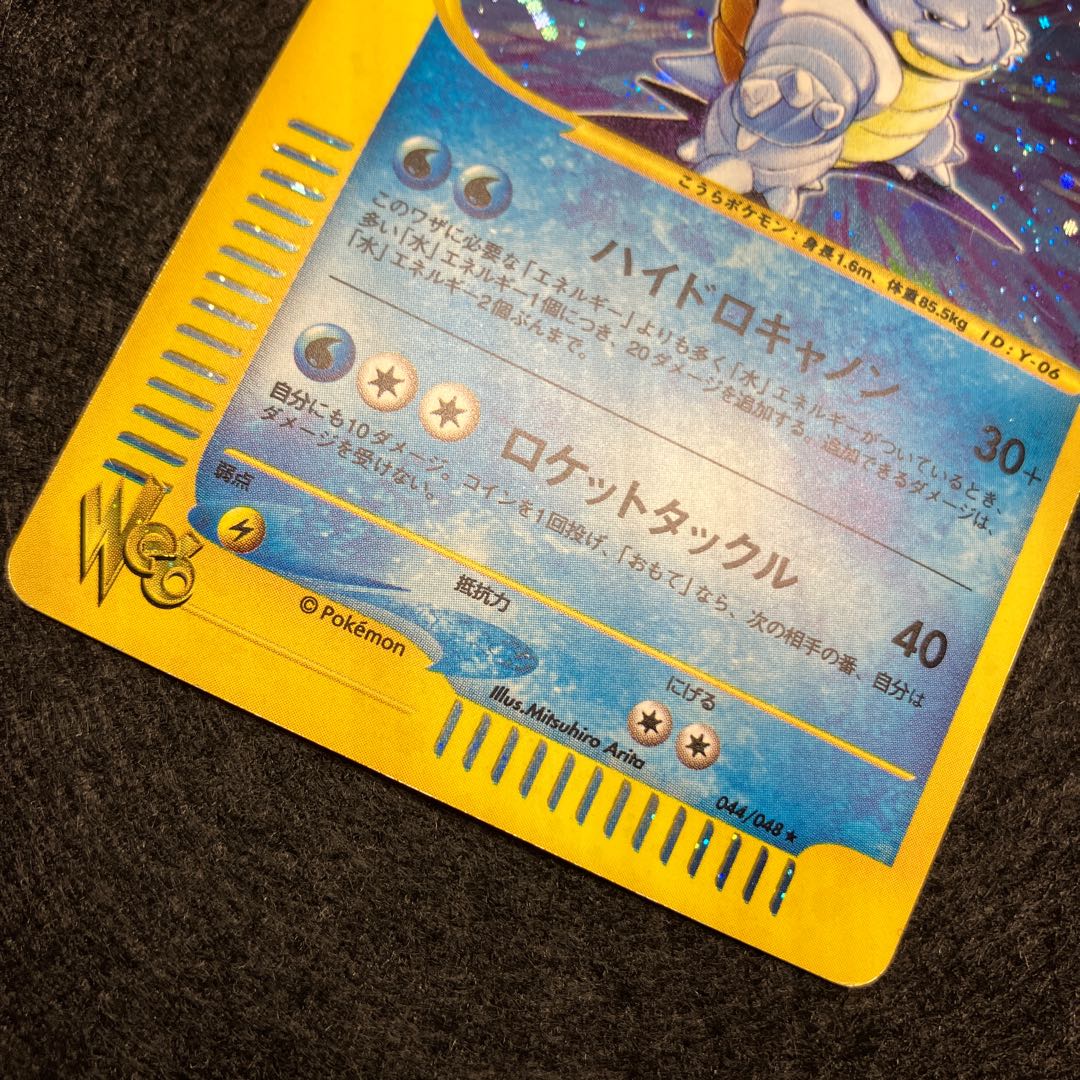 こうらポケモン：身長1.6m、体重85.5kg ID:Y-06
ハイドロキャノン 30+
このワザに必要な「エネルギー」よりも多く「水」エネルギーがついているとき、
多い「水」エネルギー1個につき、20ダメージを追加する。追加できるダメージは、
「水」エネルギー2個ぶんまで。
ロケットタックル 40
自分にも10ダメージ。コインを1回投げ、「おもて」なら、次の相手の番、自分は
ダメージを受けない。
弱点
抵抗力
にげる
Web
© Pokémon
Illus.Mitsuhiro Arita
044/048★